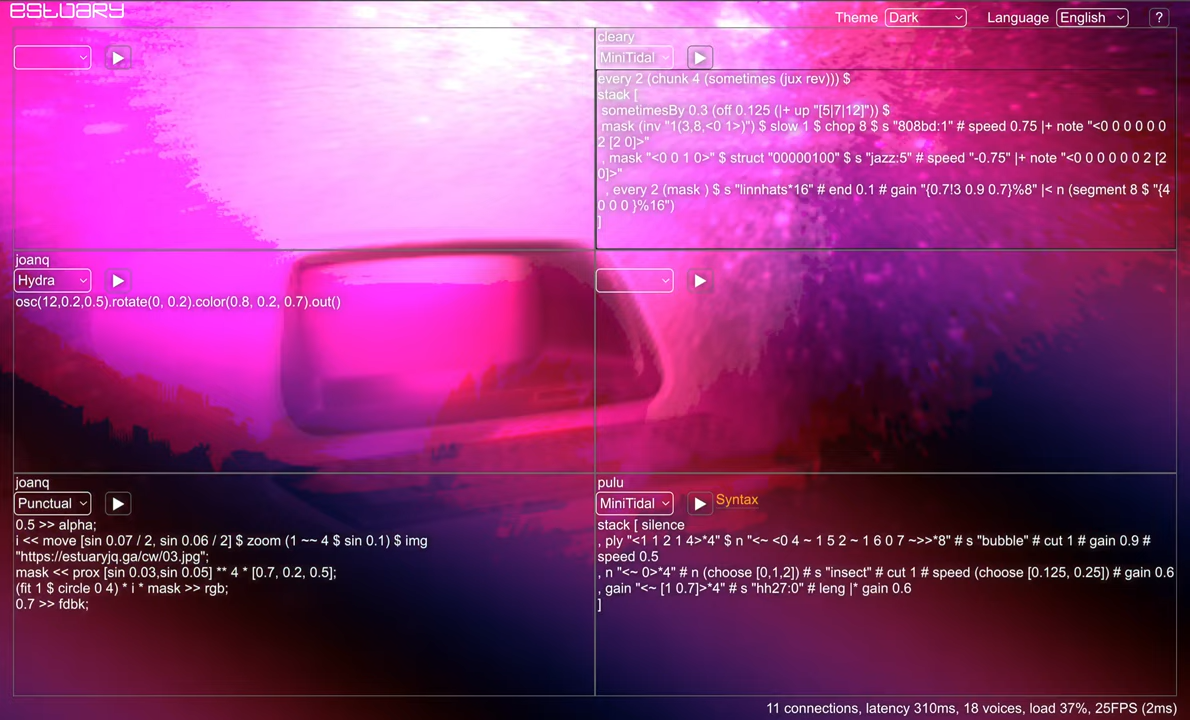 estuary
Theme Dark Language English ?
cleary
MiniTidal
every 2 (chunk 4 (sometimes (jux rev))) $
stack [
sometimesBy 0.3 (off 0.125 (|+ up "[5|7|12]")) $
mask (inv "1(3,8,<0 1>)") $ slow 1 $ chop 8 $ s "808bd:1" # speed 0.75 |+ note "<0 0 0 0 0 0
2 [2 0]>"
, mask "<0 0 1 0>" $ struct "00000100" $ s "jazz:5" # speed "-0.75" |+ note "<0 0 0 0 0 0 2 [2
0]>"
, every 2 (mask ) $ s "linnhats*16" # end 0.1 # gain "{0.7!3 0.9 0.7}%8" |< n (segment 8 $ "{4
0 0 0 }%16")
]
joanq
Hydra
osc(12,0.2,0.5).rotate(0, 0.2).color(0.8, 0.2, 0.7).out()
joanq
Punctual
0.5 >> alpha;
i << move [sin 0.07 / 2, sin 0.06 / 2] $ zoom (1 ~~ 4 $ sin 0.1) $ img
"https://estuaryjq.ga/cw/03.jpg";
mask << prox [sin 0.03,sin 0.05] ** 4 * [0.7, 0.2, 0.5];
(fit 1 $ circle 0 4) * i * mask >> rgb;
0.7 >> fdbk;
pulu
MiniTidal Syntax
stack [ silence
, ply "<1 1 2 1 4>*4" $ n "<~ <0 4 ~ 1 5 2 ~ 1 6 0 7 ~>>*8" # s "bubble" # cut 1 # gain 0.9 #
speed 0.5
, n "<~ 0>*4" # n (choose [0,1,2]) # s "insect" # cut 1 # speed (choose [0.125, 0.25]) # gain 0.6
, gain "<~ [1 0.7]>*4" # s "hh27:0" # leng |* gain 0.6
]
11 connections, latency 310ms, 18 voices, load 37%, 25FPS (2ms)